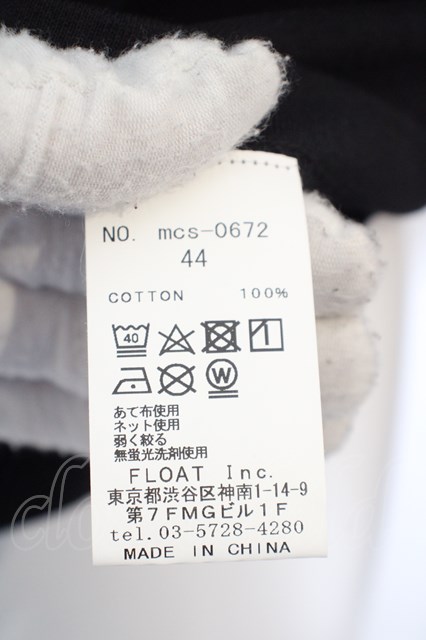 NO. mcs-0672
44
COTTON 100%
40
W
あて布使用
ネット使用
弱く絞る
無蛍光洗剤使用
FLOAT Inc.
東京都渋谷区神南1-14-9
第7FMGビル1F
tel.03-5728-4280
MADE IN CHINA